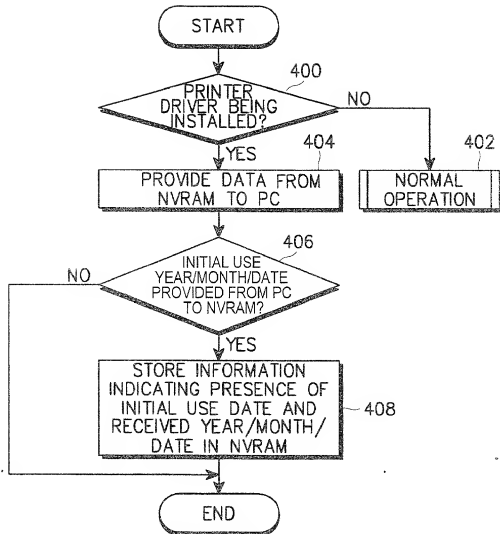 START
400
PRINTER
DRIVER BEING
INSTALLED?
NO
YES
404
402
PROVIDE DATA FROM
NVRAM TO PC
NORMAL
OPERATION
406
NO
INITIAL USE
YEAR/MONTH/DATE
PROVIDED FROM PC
TO NVRAM?
YES
STORE INFORMATION
INDICATING PRESENCE OF
INITIAL USE DATE AND
RECEIVED YEAR/MONTH/
DATE IN NVRAM
408
END